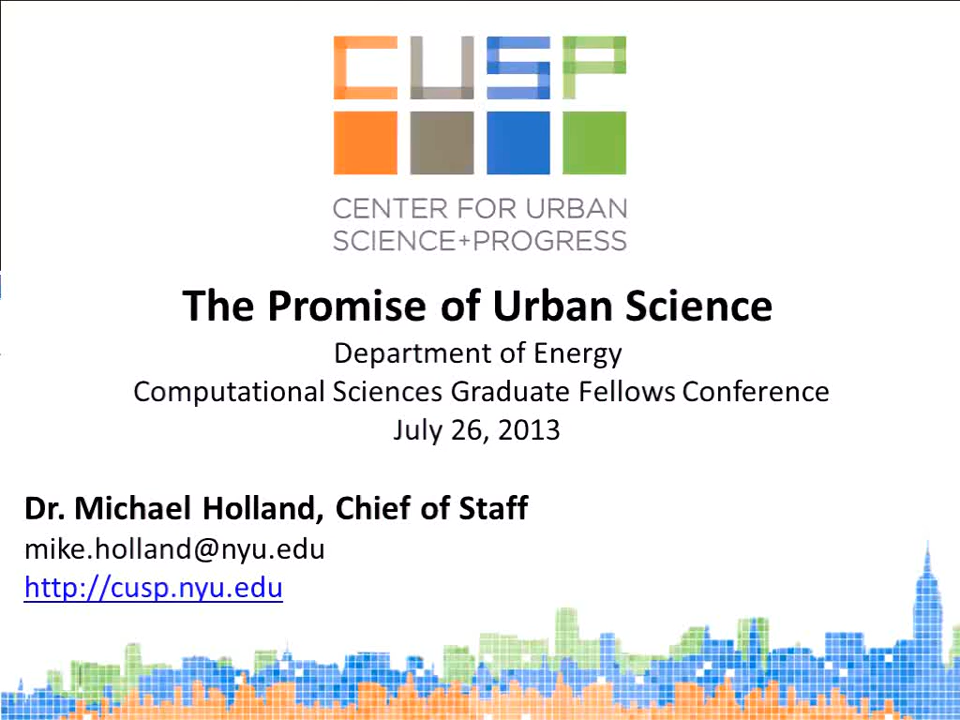 CUSP
CENTER FOR URBAN
SCIENCE+PROGRESS
The Promise of Urban Science
Department of Energy
Computational Sciences Graduate Fellows Conference
July 26, 2013
Dr. Michael Holland, Chief of Staff
mike.holland@nyu.edu
http://cusp.nyu.edu